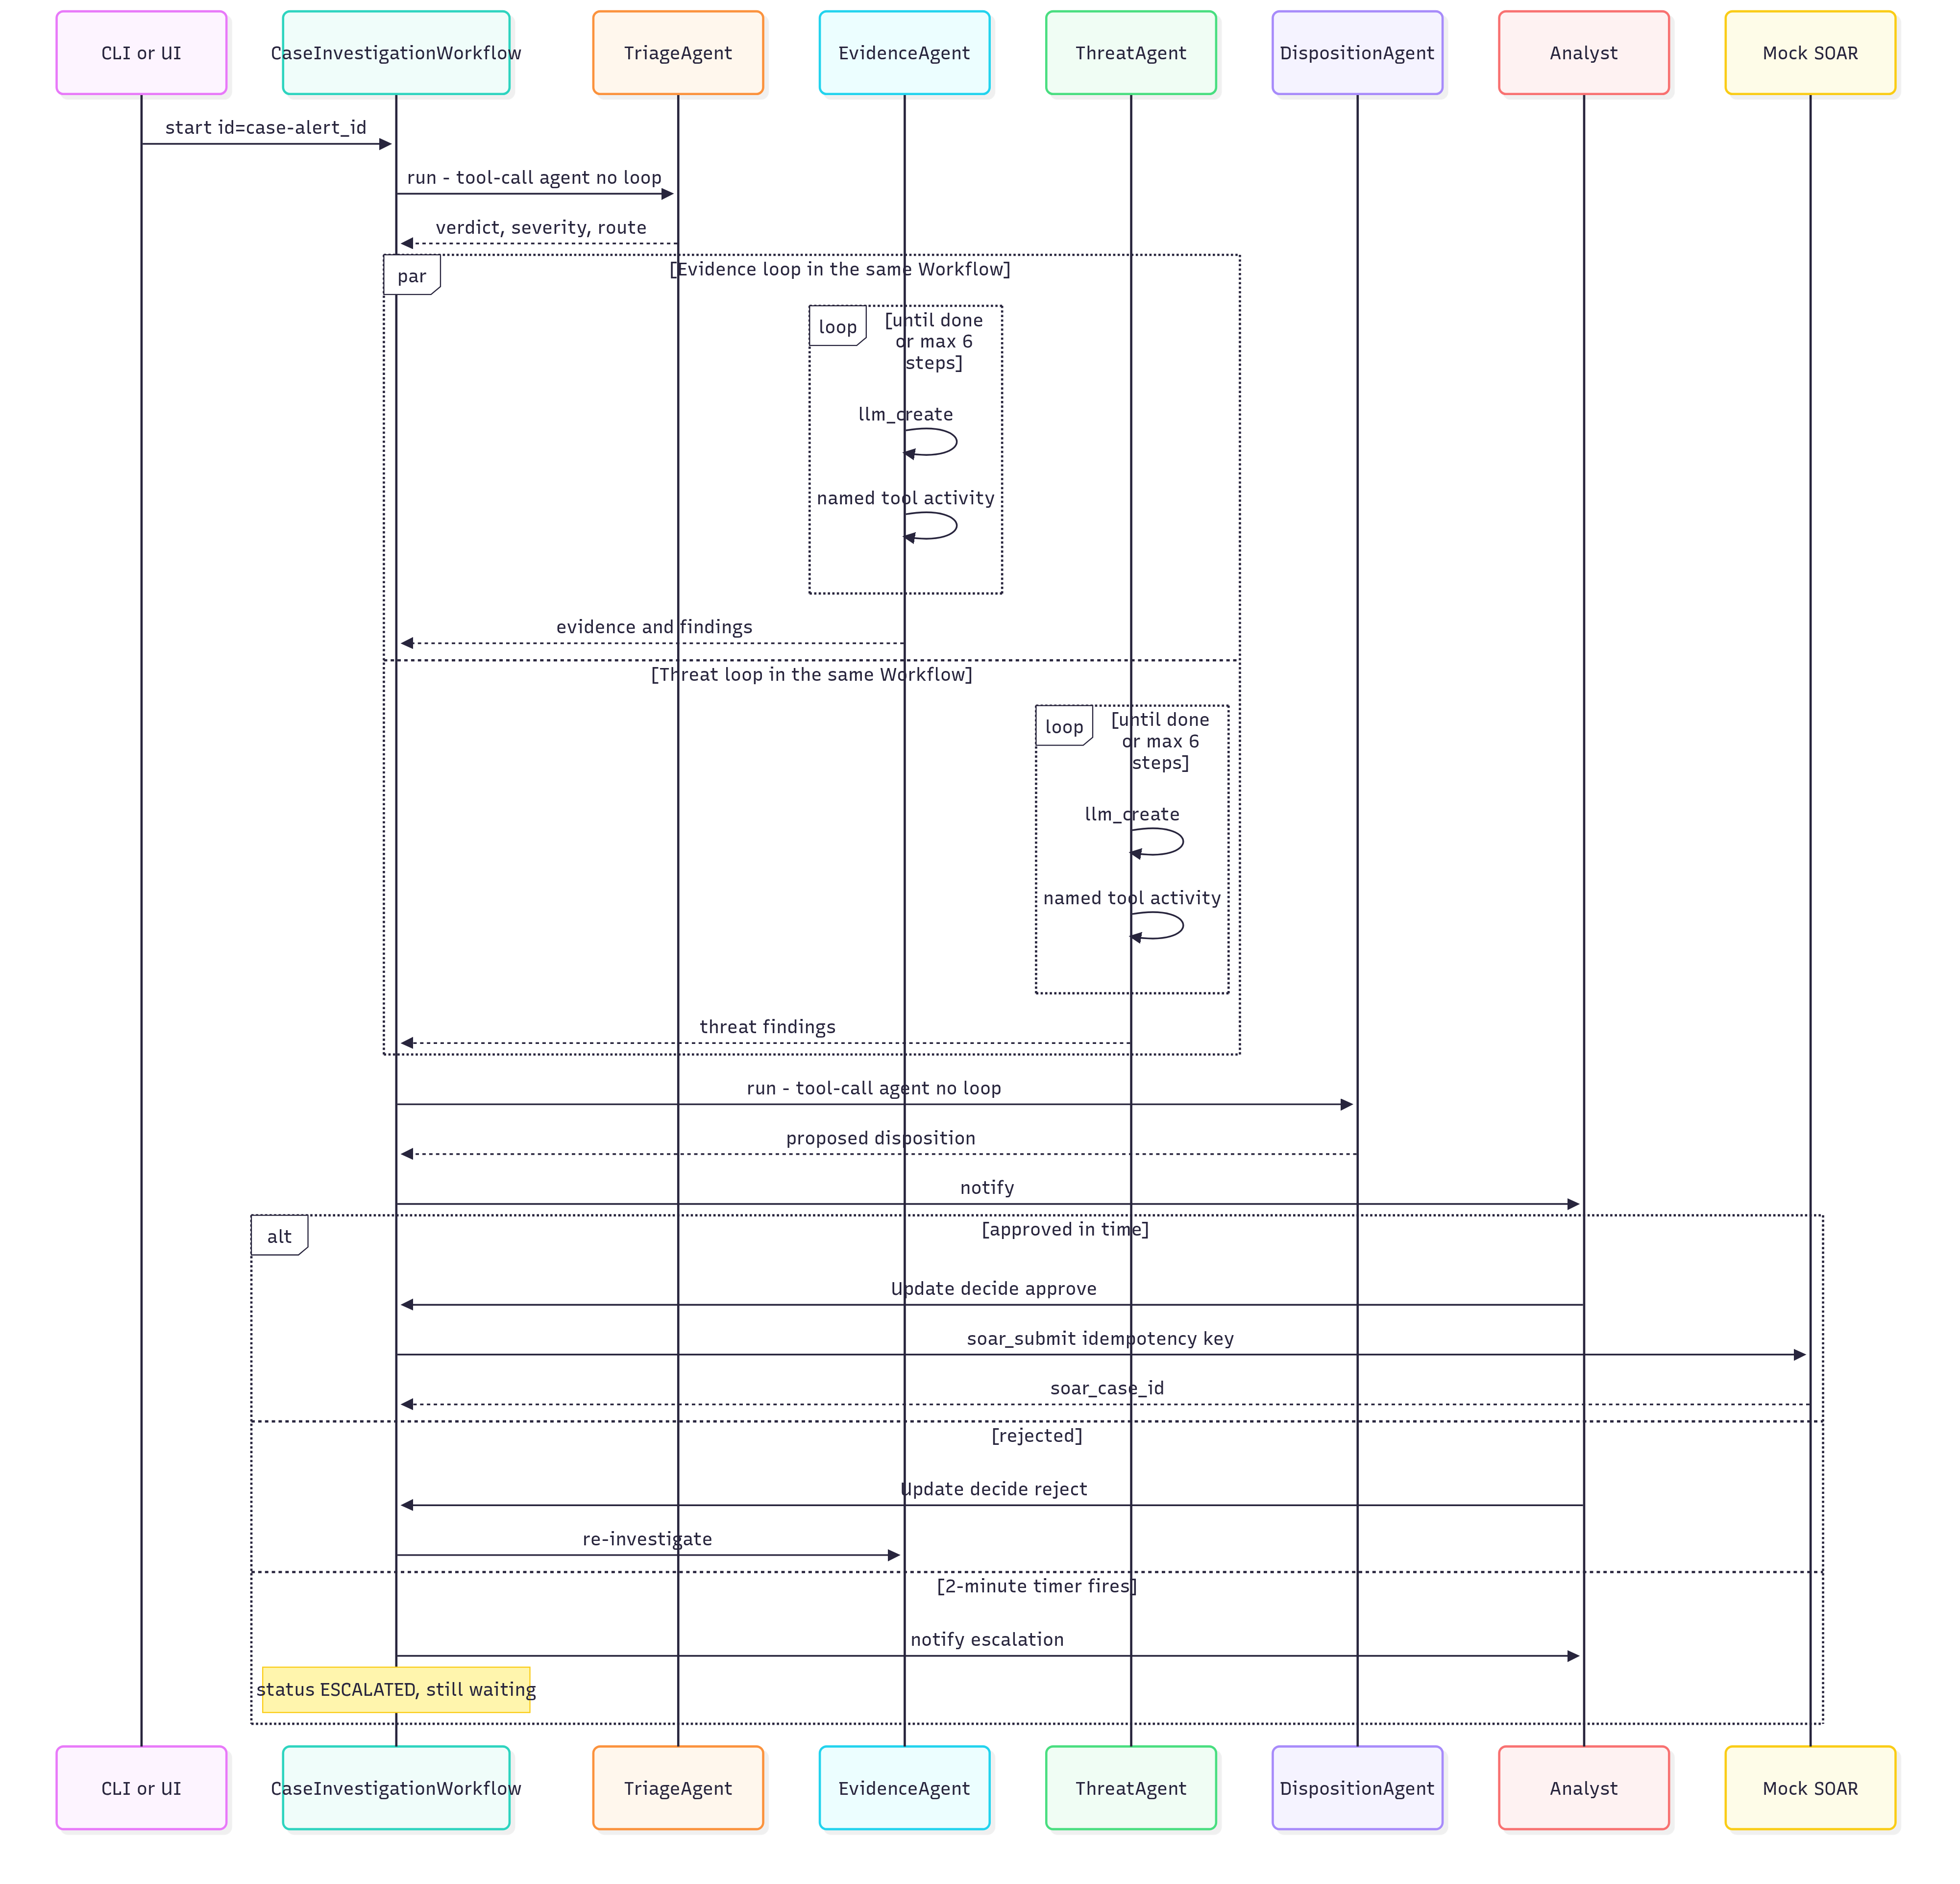 CLI or UI
CaseInvestigationWorkflow
TriageAgent
EvidenceAgent
ThreatAgent
DispositionAgent
Analyst
Mock SOAR
start id=case-alert_id
run - tool-call agent no loop
verdict, severity, route
par
[Evidence loop in the same Workflow]
loop
[until done
or max 6
steps]
llm_create
named tool activity
evidence and findings
[Threat loop in the same Workflow]
loop
[until done
or max 6
steps]
llm_create
named tool activity
threat findings
run - tool-call agent no loop
proposed disposition
notify
alt
[approved in time]
Update decide approve
soar_submit idempotency key
soar_case_id
[rejected]
Update decide reject
re-investigate
[2-minute timer fires]
notify escalation
status ESCALATED, still waiting
CLI or UI
CaseInvestigationWorkflow
TriageAgent
EvidenceAgent
ThreatAgent
DispositionAgent
Analyst
Mock SOAR